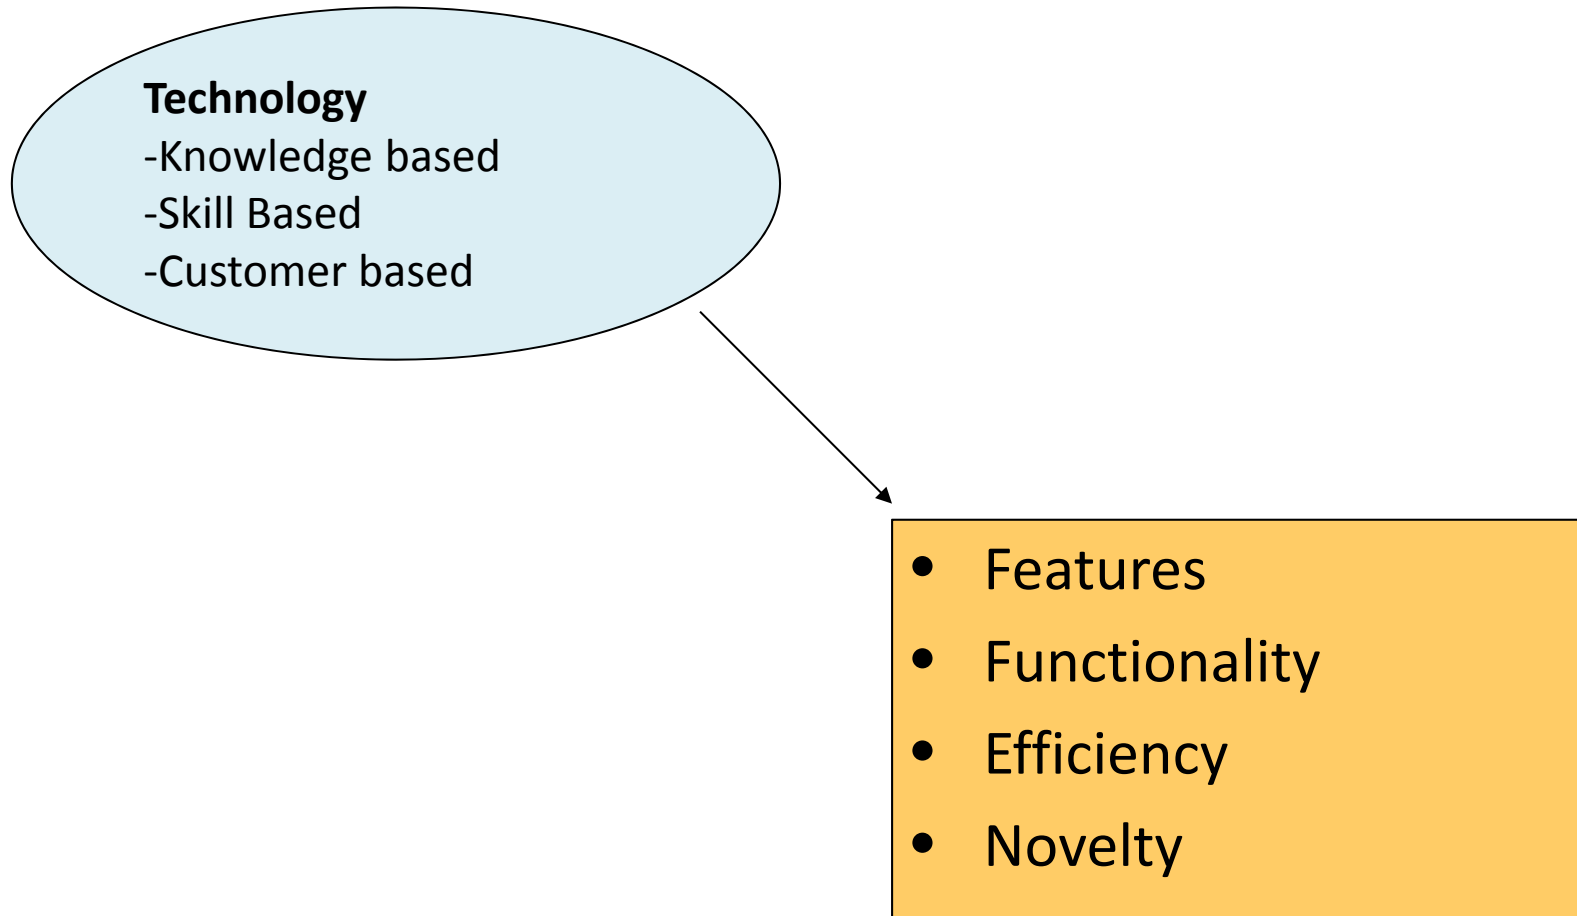 Technology
-Knowledge based
-Skill Based
-Customer based
• Features
• Functionality
• Efficiency
• Novelty